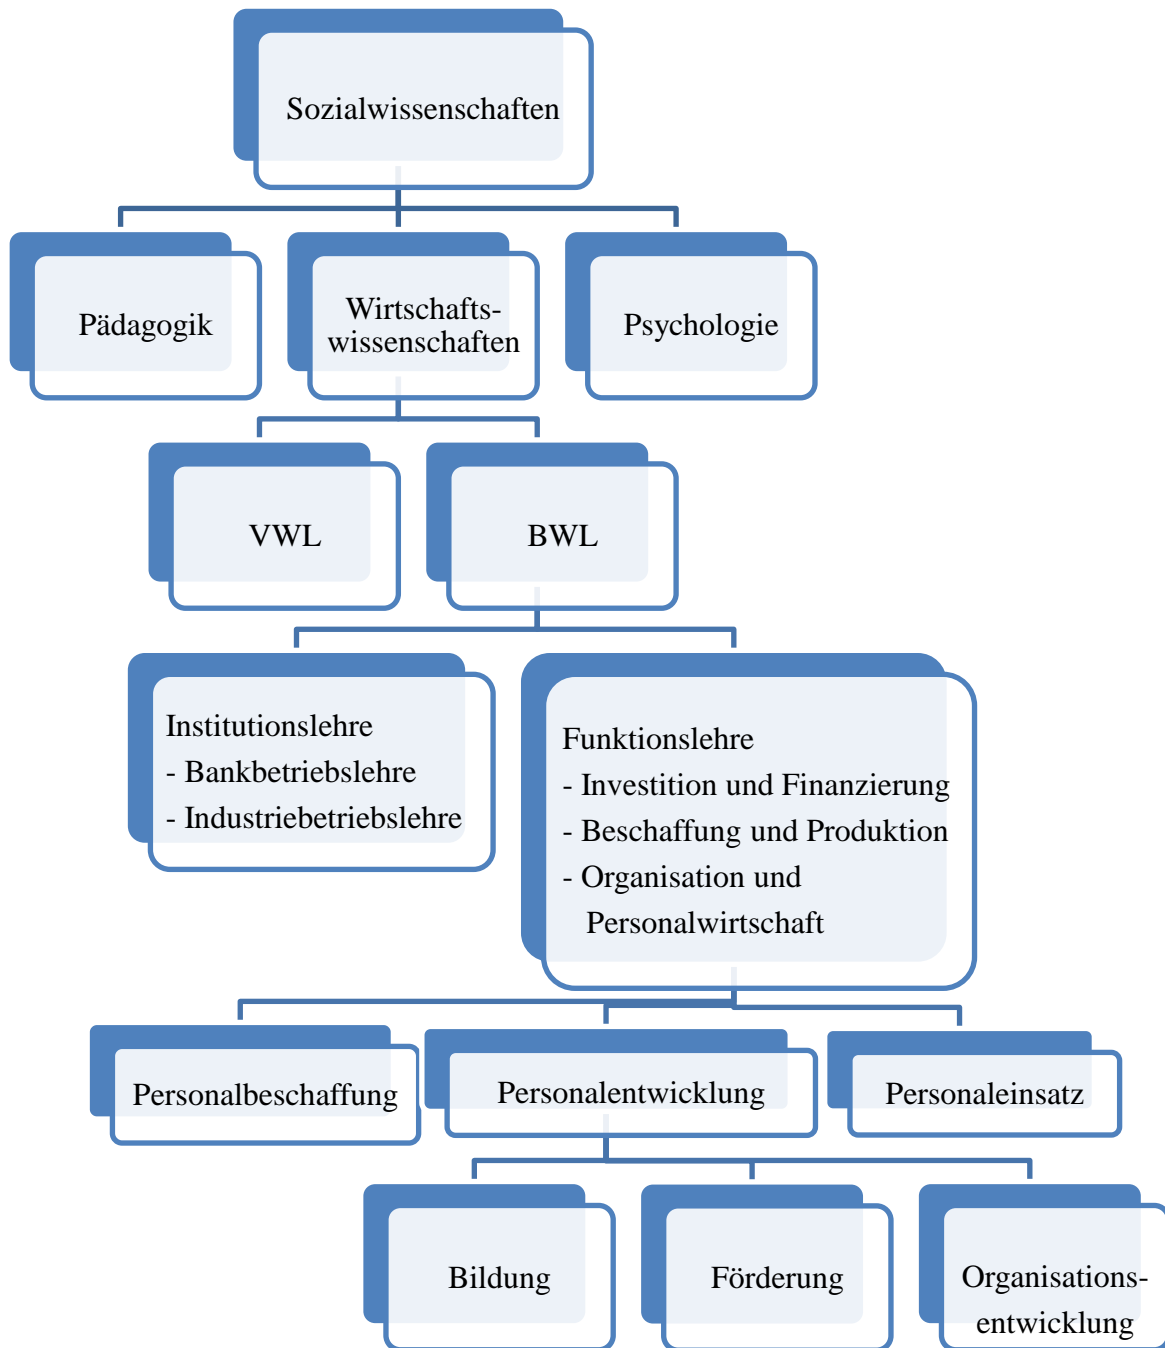 Sozialwissenschaften
Pädagogik
Wirtschafts-
wissenschaften
Psychologie
VWL
BWL
Institutionslehre
- Bankbetriebslehre
- Industriebetriebslehre
Funktionslehre
- Investition und Finanzierung
- Beschaffung und Produktion
- Organisation und
Personalwirtschaft
Personalbeschaffung
Personalentwicklung
Personaleinsatz
Bildung
Förderung
Organisations-
entwicklung